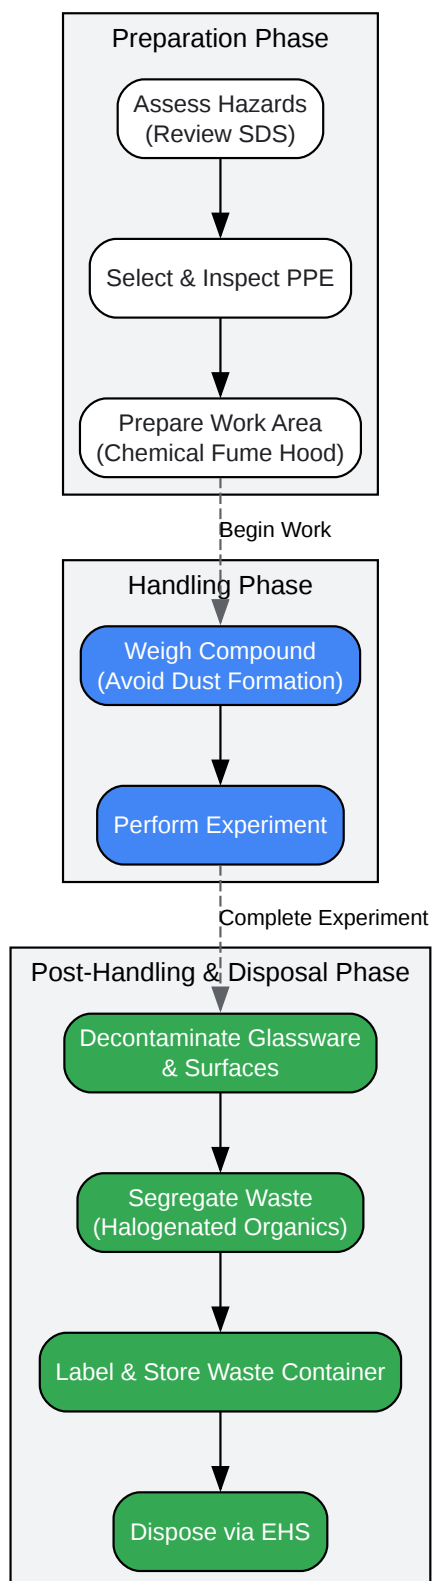 Preparation Phase
Assess Hazards
(Review SDS)
Select & Inspect PPE
Prepare Work Area
(Chemical Fume Hood)
Begin Work
Handling Phase
Weigh Compound
(Avoid Dust Formation)
Perform Experiment
Complete Experiment
Post-Handling & Disposal Phase
Decontaminate Glassware
& Surfaces
Segregate Waste
(Halogenated Organics)
Label & Store Waste Container
Dispose via EHS